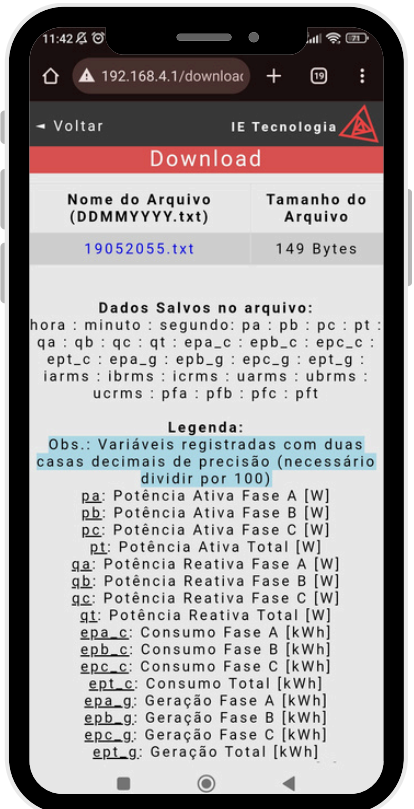 11:42
71
192.168.4.1/download
19
◄ Voltar
IE Tecnologia
Download
Nome do Arquivo
(DDMMYYYY.txt)
Tamanho do
Arquivo
19052055.txt
149 Bytes
Dados Salvos no arquivo:
hora : minuto : segundo: pa : pb : pc : pt :
qa : qb : qc : qt : epa_c : epb_c : epc_c :
ept_c : epa_g : epb_g : epc_g : ept_g :
iarms : ibrms : icrms : uarms : ubrms :
ucrms : pfa : pfb : pfc : pft
Legenda:
Obs.: Variáveis registradas com duas
casas decimais de precisão (necessário
dividir por 100)
pa: Potência Ativa Fase A [W]
pb: Potência Ativa Fase B [W]
pc: Potência Ativa Fase C [W]
pt: Potência Ativa Total [W]
qa: Potência Reativa Fase A [W]
qb: Potência Reativa Fase B [W]
qc: Potência Reativa Fase C [W]
qt: Potência Reativa Total [W]
epa_c: Consumo Fase A [kWh]
epb_c: Consumo Fase B [kWh]
epc_c: Consumo Fase C [kWh]
ept_c: Consumo Total [kWh]
epa_g: Geração Fase A [kWh]
epb_g: Geração Fase B [kWh]
epc_g: Geração Fase C [kWh]
ept_g: Geração Total [kWh]